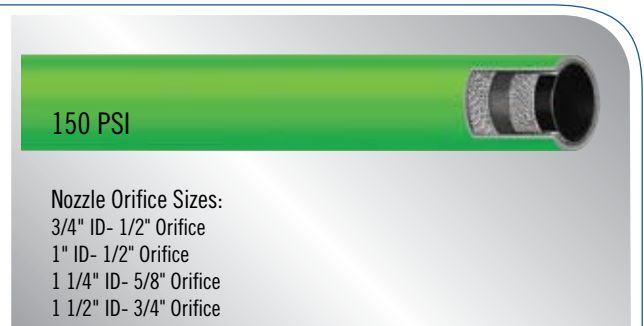 150 PSI
Nozzle Orifice Sizes:
3/4" ID- 1/2" Orifice
1" ID- 1/2" Orifice
1 1/4" ID- 5/8" Orifice
1 1/2" ID- 3/4" Orifice